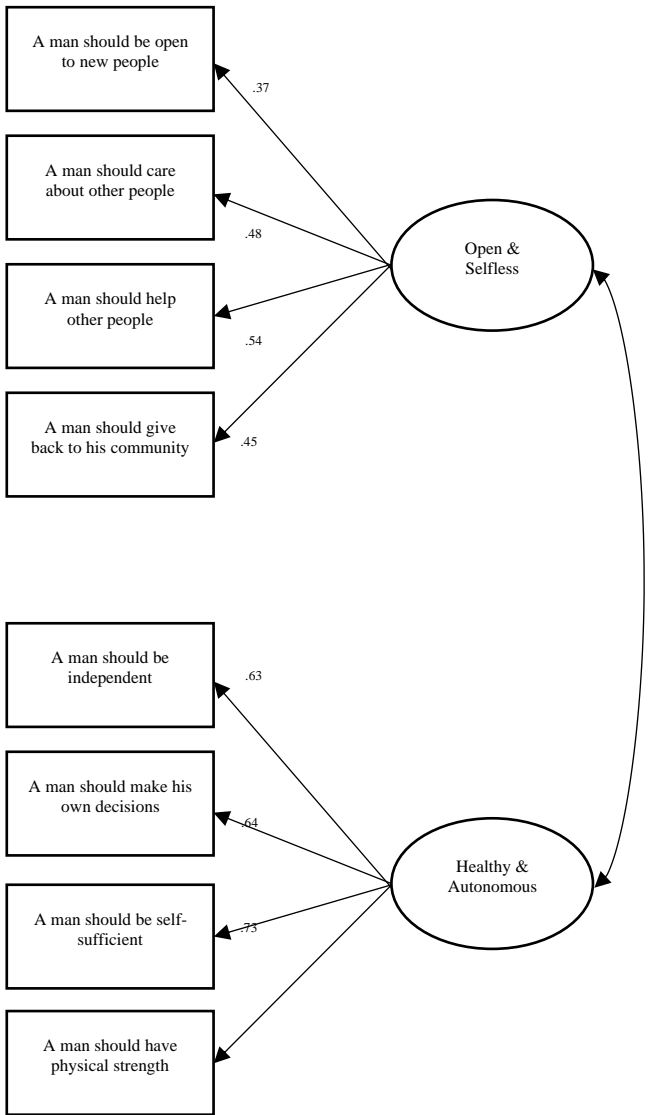 A man should be open
to new people
.37
A man should care
about other people
.48
Open &
Selfless
A man should help
other people
.54
A man should give
back to his community
.45
A man should be
independent
.63
A man should make his
own decisions
.64
Healthy &
Autonomous
A man should be self-
sufficient
.73
A man should have
physical strength